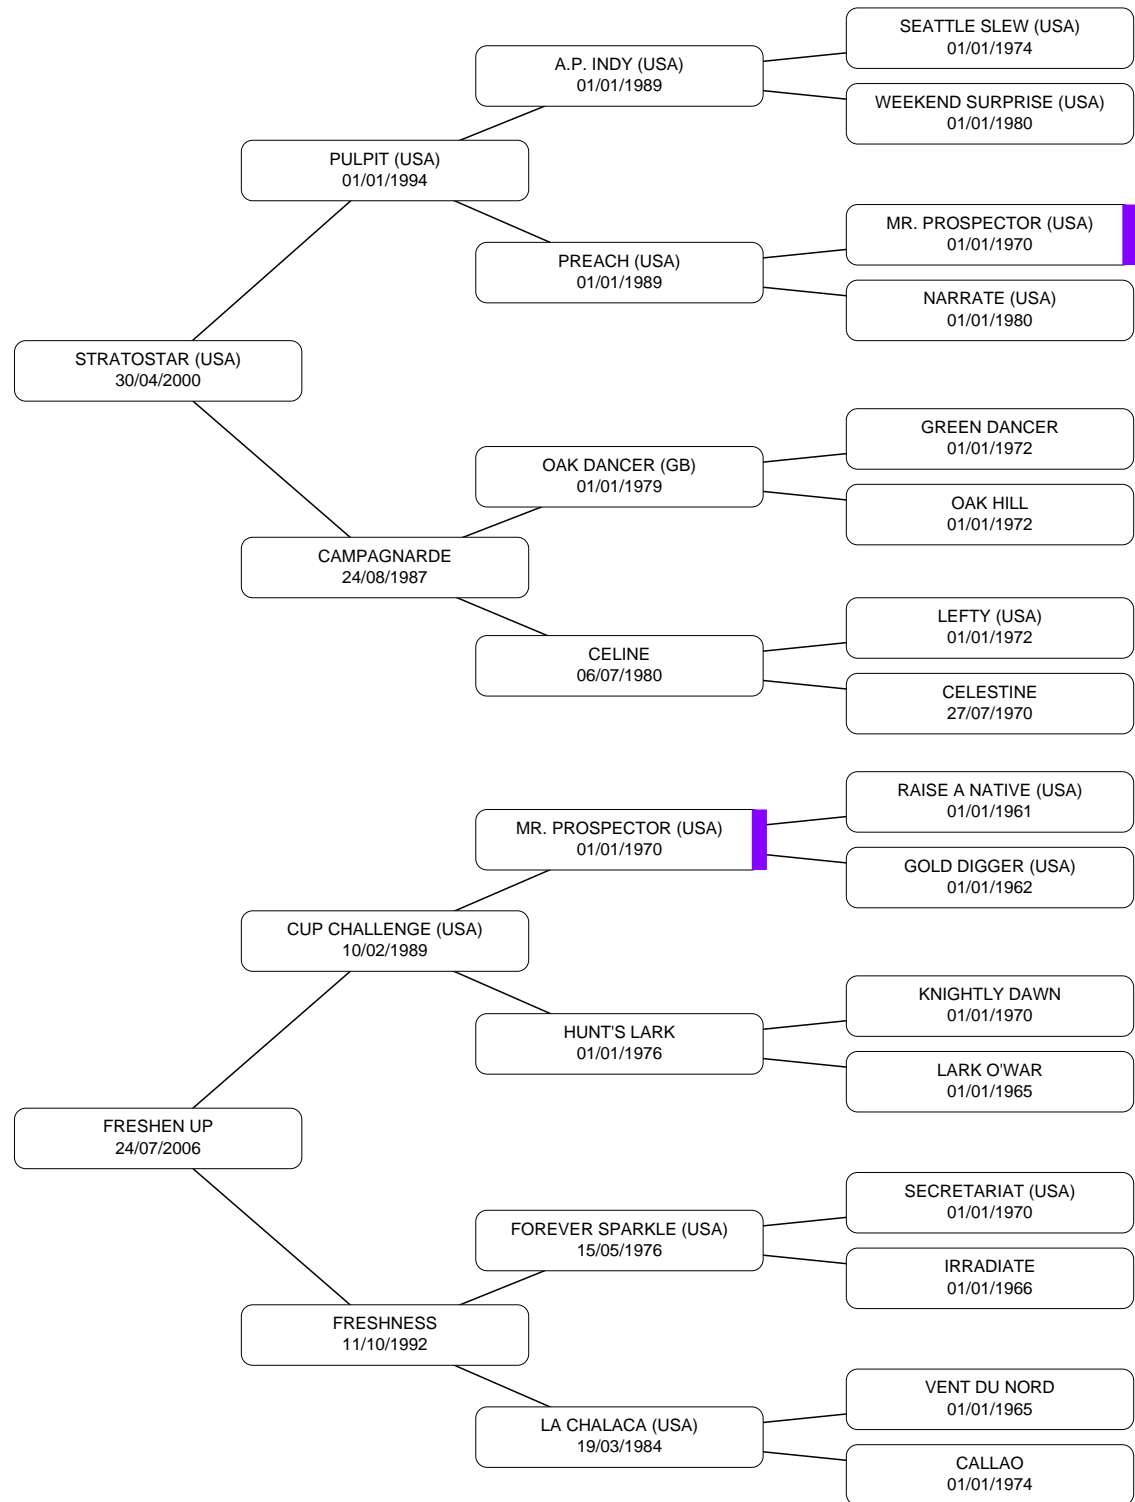 SEATTLE SLEW (USA)
01/01/1974
A.P. INDY (USA)
01/01/1989
WEEKEND SURPRISE (USA)
01/01/1980
PULPIT (USA)
01/01/1994
MR. PROSPECTOR (USA)
01/01/1970
PREACH (USA)
01/01/1989
NARRATE (USA)
01/01/1980
STRATOSTAR (USA)
30/04/2000
GREEN DANCER
01/01/1972
OAK DANCER (GB)
01/01/1979
OAK HILL
01/01/1972
CAMPAGNARDE
24/08/1987
LEFTY (USA)
01/01/1972
CELINE
06/07/1980
CELESTINE
27/07/1970
RAISE A NATIVE (USA)
01/01/1961
MR. PROSPECTOR (USA)
01/01/1970
GOLD DIGGER (USA)
01/01/1962
CUP CHALLENGE (USA)
10/02/1989
KNIGHTLY DAWN
01/01/1970
HUNT'S LARK
01/01/1976
LARK O'WAR
01/01/1965
FRESHEN UP
24/07/2006
SECRETARIAT (USA)
01/01/1970
FOREVER SPARKLE (USA)
15/05/1976
IRRADIATE
01/01/1966
FRESHNESS
11/10/1992
VENT DU NORD
01/01/1965
LA CHALACA (USA)
19/03/1984
CALLAO
01/01/1974